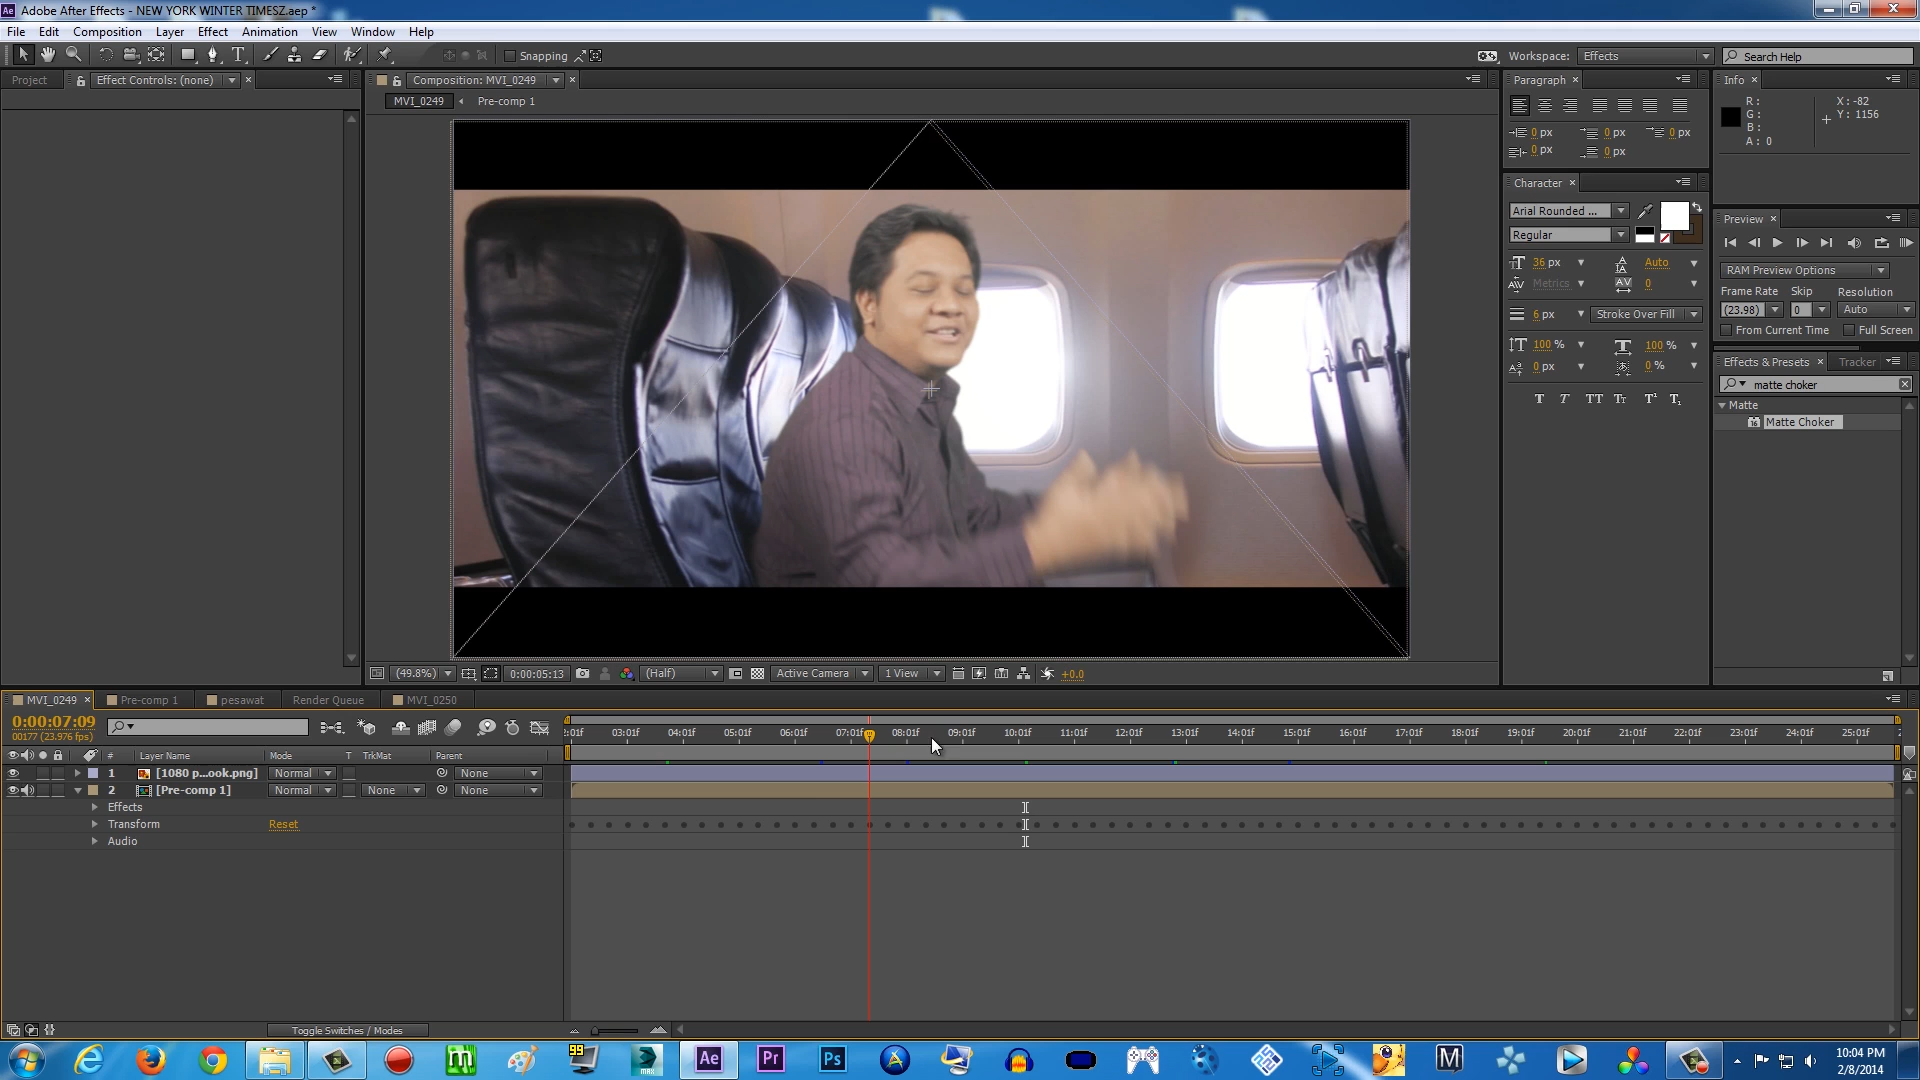 Adobe After Effects - NEW YORK WINTER TIMESZ.aep *
File Edit Composition Layer Effect Animation View Window Help
Snapping
Workspace: Effects
Search Help
Project
Effect Controls: (none)
Composition: MVI_0249
MVI_0249
Pre-comp 1
Paragraph
0 px 0 px 0 px
0 px 0 px
Info
R :
G :
B :
A : 0
X : -82
Y : 1156
Character
Arial Rounded ...
Regular
36 px Auto
Metrics 0
6 px Stroke Over Fill
100 % 100 %
0 px 0 %
Preview
RAM Preview Options
Frame Rate Skip Resolution
(23.98) 0 Auto
From Current Time Full Screen
Effects & Presets Tracker
matte choker
Matte
Matte Choker
(49.8%) 0:00:05:13 (Half) Active Camera 1 View +0.0
MVI_0249 Pre-comp 1 pesawat Render Queue MVI_0250
0:00:07:09
00177 (23.976 fps)
2:01f 03:01f 04:01f 05:01f 06:01f 07:01f 08:01f 09:01f 10:01f 11:01f 12:01f 13:01f 14:01f 15:01f 16:01f 17:01f 18:01f 19:01f 20:01f 21:01f 22:01f 23:01f 24:01f 25:01f
# Layer Name Mode T TrkMat Parent
1 [1080 p...ook.png] Normal None
2 [Pre-comp 1] Normal None None
Effects
Transform Reset
Audio
Toggle Switches / Modes
99
MAX
Ae
Pr
Ps
M
10:04 PM
2/8/2014